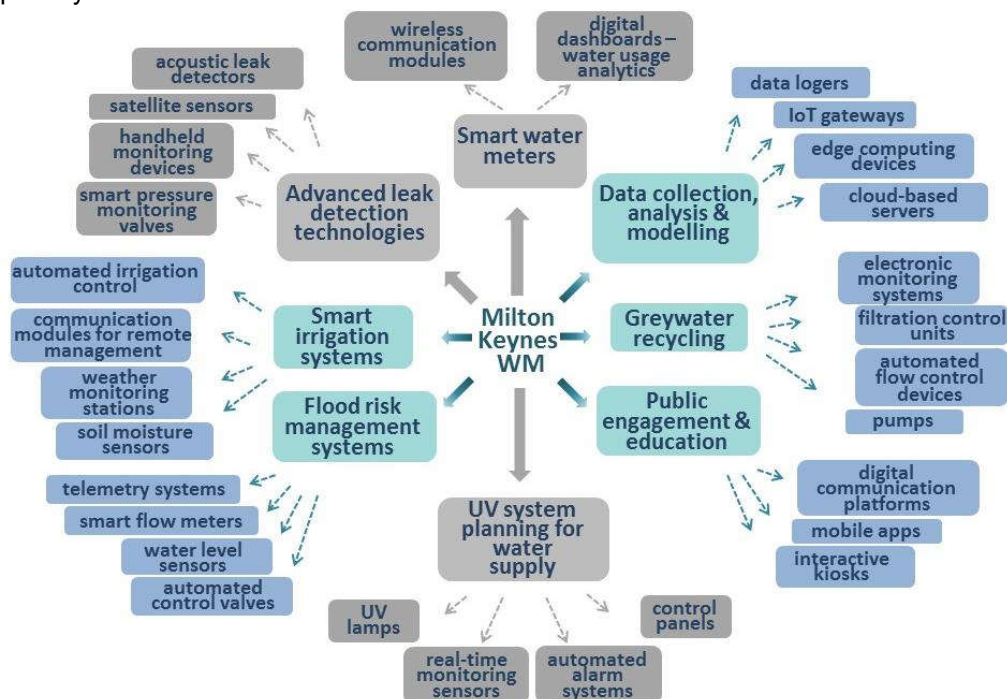 wireless
communication
modules
digital
dashboards –
water usage
analytics
acoustic leak
detectors
satellite sensors
handheld
monitoring
devices
smart pressure
monitoring
valves
Advanced leak
detection
technologies
Smart water
meters
Data collection,
analysis &
modelling
data logers
IoT gateways
edge computing
devices
cloud-based
servers
automated irrigation
control
communication
modules for remote
management
weather
monitoring
stations
soil moisture
sensors
Smart
irrigation
systems
Milton
Keynes
WM
Greywater
recycling
electronic
monitoring
systems
filtration control
units
automated
flow control
devices
pumps
Flood risk
management
systems
Public
engagement &
education
telemetry systems
smart flow meters
water level
sensors
automated
control valves
UV system
planning for
water
supply
digital
communication
platforms
mobile apps
interactive
kiosks
UV
lamps
real-time
monitoring
sensors
automated
alarm
systems
control
panels